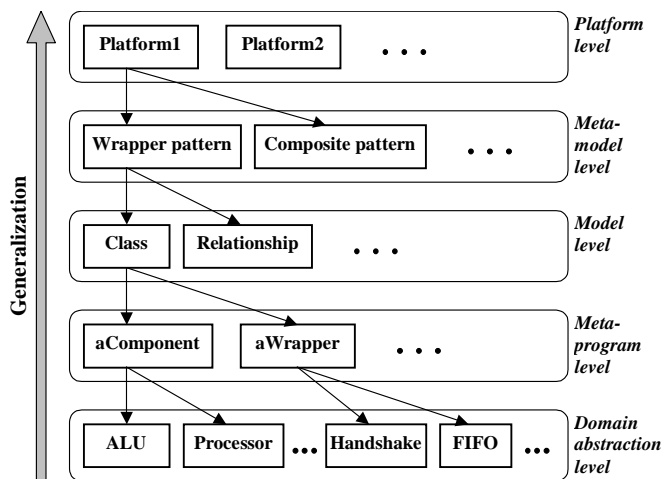 Generalization
Platform1
Platform2
• • •
Platform
level
Wrapper pattern
Composite pattern
• • •
Meta-
model
level
Class
Relationship
• • •
Model
level
aComponent
aWrapper
• • •
Meta-
program
level
ALU
Processor
•••
Handshake
FIFO
•••
Domain
abstraction
level